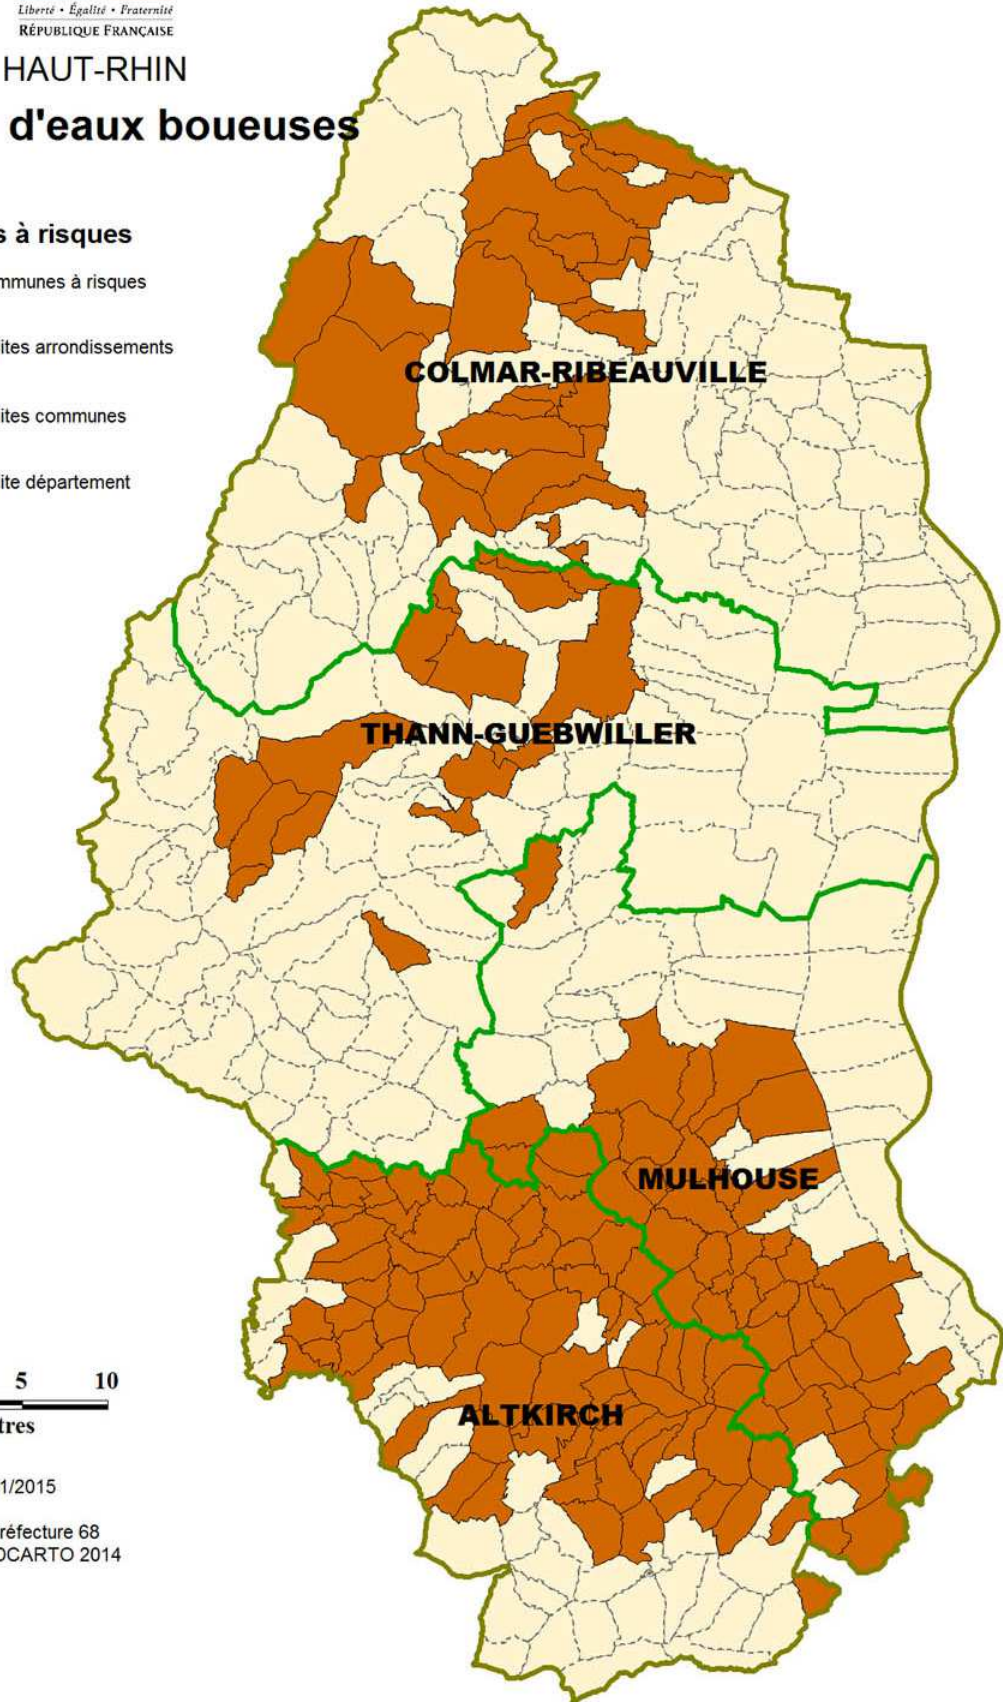 Liberté • Égalité • Fraternité
RÉPUBLIQUE FRANÇAISE
HAUT-RHIN
d'eaux boueuses
s à risques
mmunes à risques
ites arrondissements
ites communes
ite département
COLMAR-RIBEAUVILLE
THANN-GUEBWILLER
MULHOUSE
ALTKIRCH
5 10
tres
1/2015
réfecture 68
OCARTO 2014